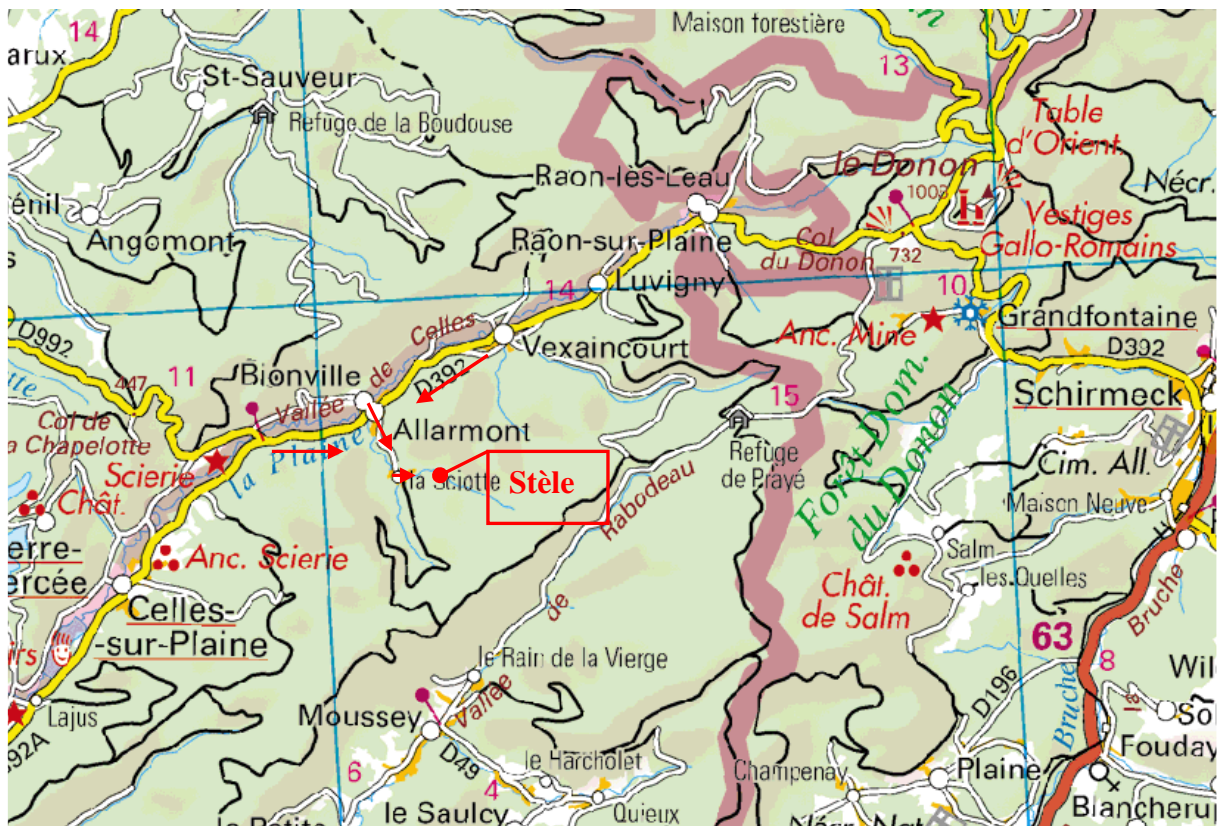 14
13
Maison forestière
arux
St-Sauveur
Refuge de la Boudouse
Table
d'Orient.
le Donon
Raon-lès-Leau
1008
Nécr.
énil
Angomont
Raon-sur-Plaine
Col
du Donon
732
Vestiges
Gallo-Romains
14
Luvigny
10
Anc. Mine
Grandfontaine
D992
Celles
de
Vallée
Vexaincourt
D392
D392
447
11
Bionville
Schirmeck
15
Col de
la Chapelotte
Allarmont
la Plaine
Scierie
la Sciotte
Stèle
Refuge
de Prayé
Forêt Dom.
du Donon
Cim. All.
Maison Neuve
Chât.
Rabodeau
de
Vallée
erre-
ercée
Anc. Scierie
Salm
les Quelles
Chât.
de Salm
Celles-
-sur-Plaine
63
Bruche
8
Wil
irs
le Rain de la Vierge
D196
Bruche
Lajus
Moussey
So
Fouday
92A
D49
le Harcholet
6
4
Champenay
Plaine
le Saulcy
Quieux
Blancheru
la Petite
Nécr. Nat.